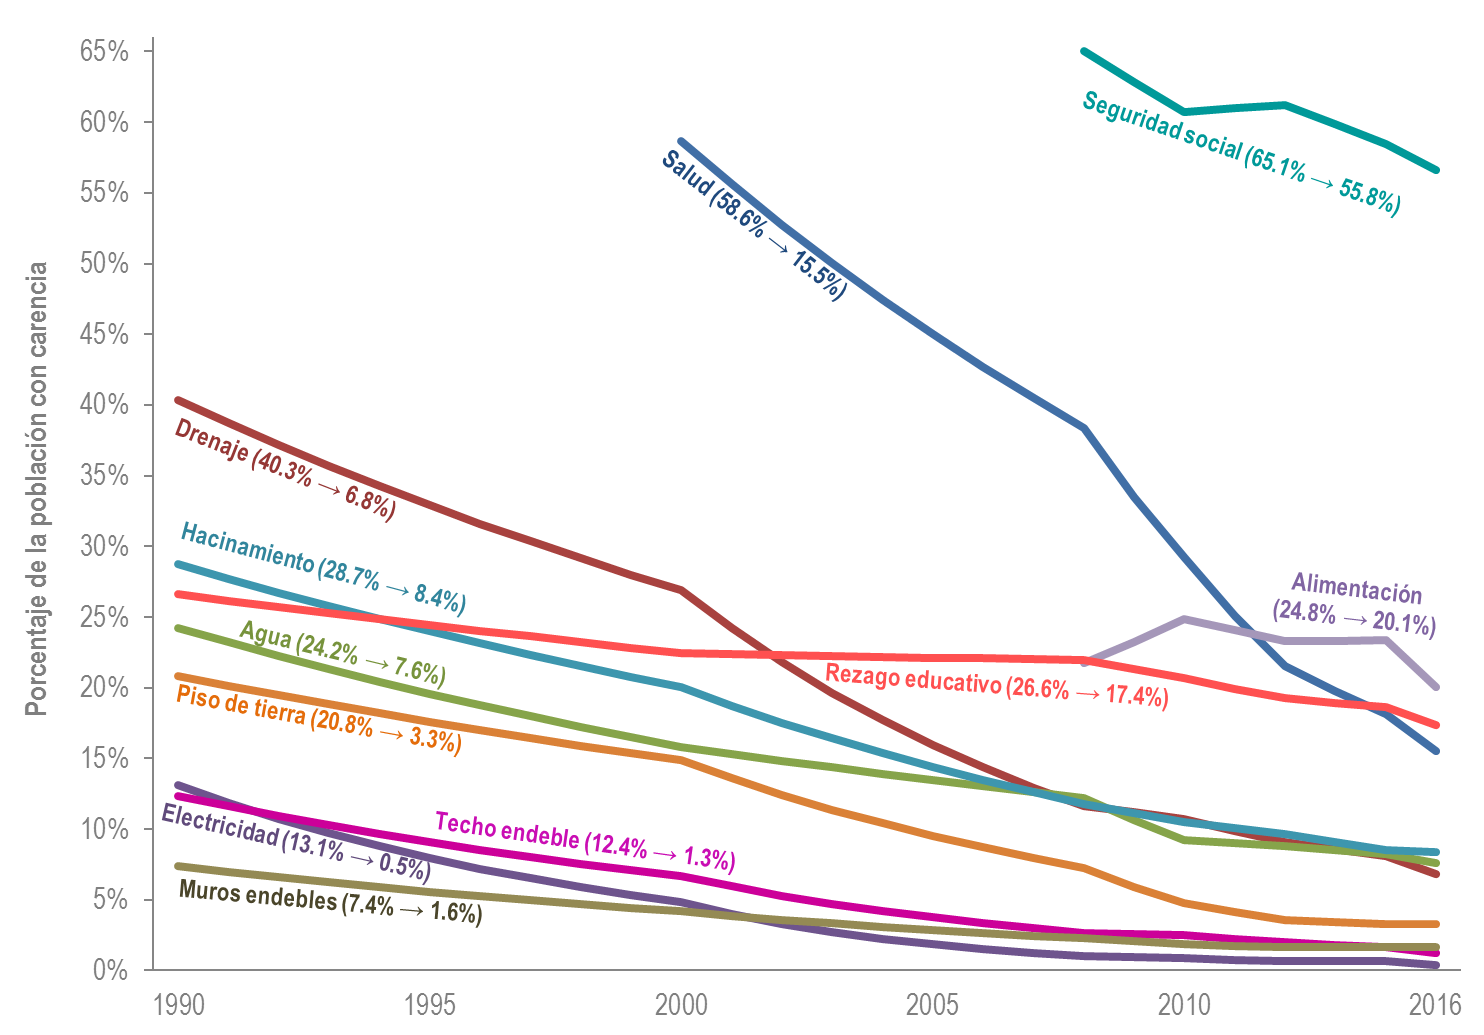 65%
60%
55%
50%
45%
40%
35%
30%
25%
20%
15%
10%
5%
0%
Porcentaje de la población con carencia
Seguridad social (65.1% → 55.8%)
Salud (58.6% → 15.5%)
Drenaje (40.3% → 6.8%)
Hacinamiento (28.7% → 8.4%)
Alimentación
(24.8% → 20.1%)
Agua (24.2% → 7.6%)
Rezago educativo (26.6% → 17.4%)
Piso de tierra (20.8% → 3.3%)
Techo endeble (12.4% → 1.3%)
Electricidad (13.1% → 0.5%)
Muros endebles (7.4% → 1.6%)
1990
1995
2000
2005
2010
2016